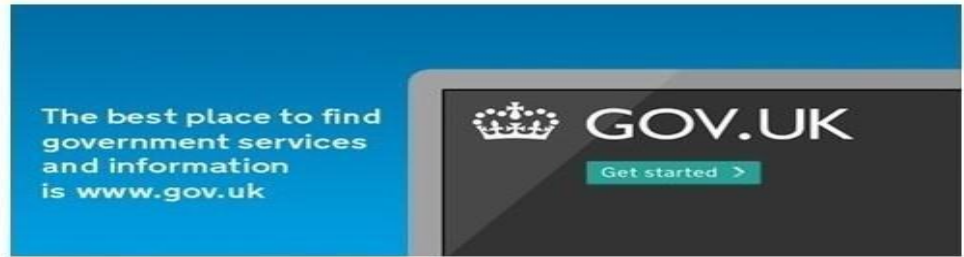 The best place to find
government services
and information
is www.gov.uk
GOV.UK
Get started >